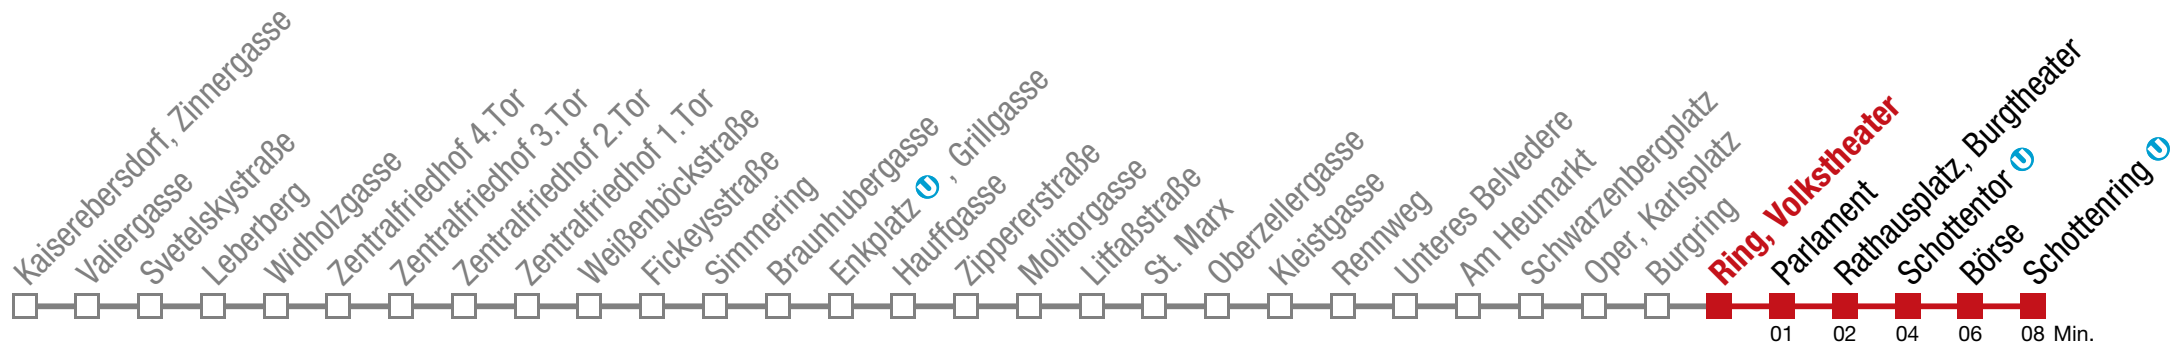 Kaiserebersdorf, Zinnergasse
Valiergasse
Svetelskystraße
Leberberg
Widholzgasse
Zentralfriedhof 4.Tor
Zentralfriedhof 3.Tor
Zentralfriedhof 2.Tor
Zentralfriedhof 1.Tor
Weißenböckstraße
Fickeysstraße
Simmering
Braunhubergasse
Enkplatz U, Grillgasse
Hauffgasse
Zippererstraße
Molitorgasse
Litfaßstraße
St. Marx
Oberzellergasse
Kleistgasse
Rennweg
Unteres Belvedere
Am Heumarkt
Schwarzenbergplatz
Oper, Karlsplatz
Burgring
Ring, Volkstheater
Parlament
Rathausplatz, Burgtheater
Schottentor U
Börse
Schottenring U
01 02 04 06 08 Min.